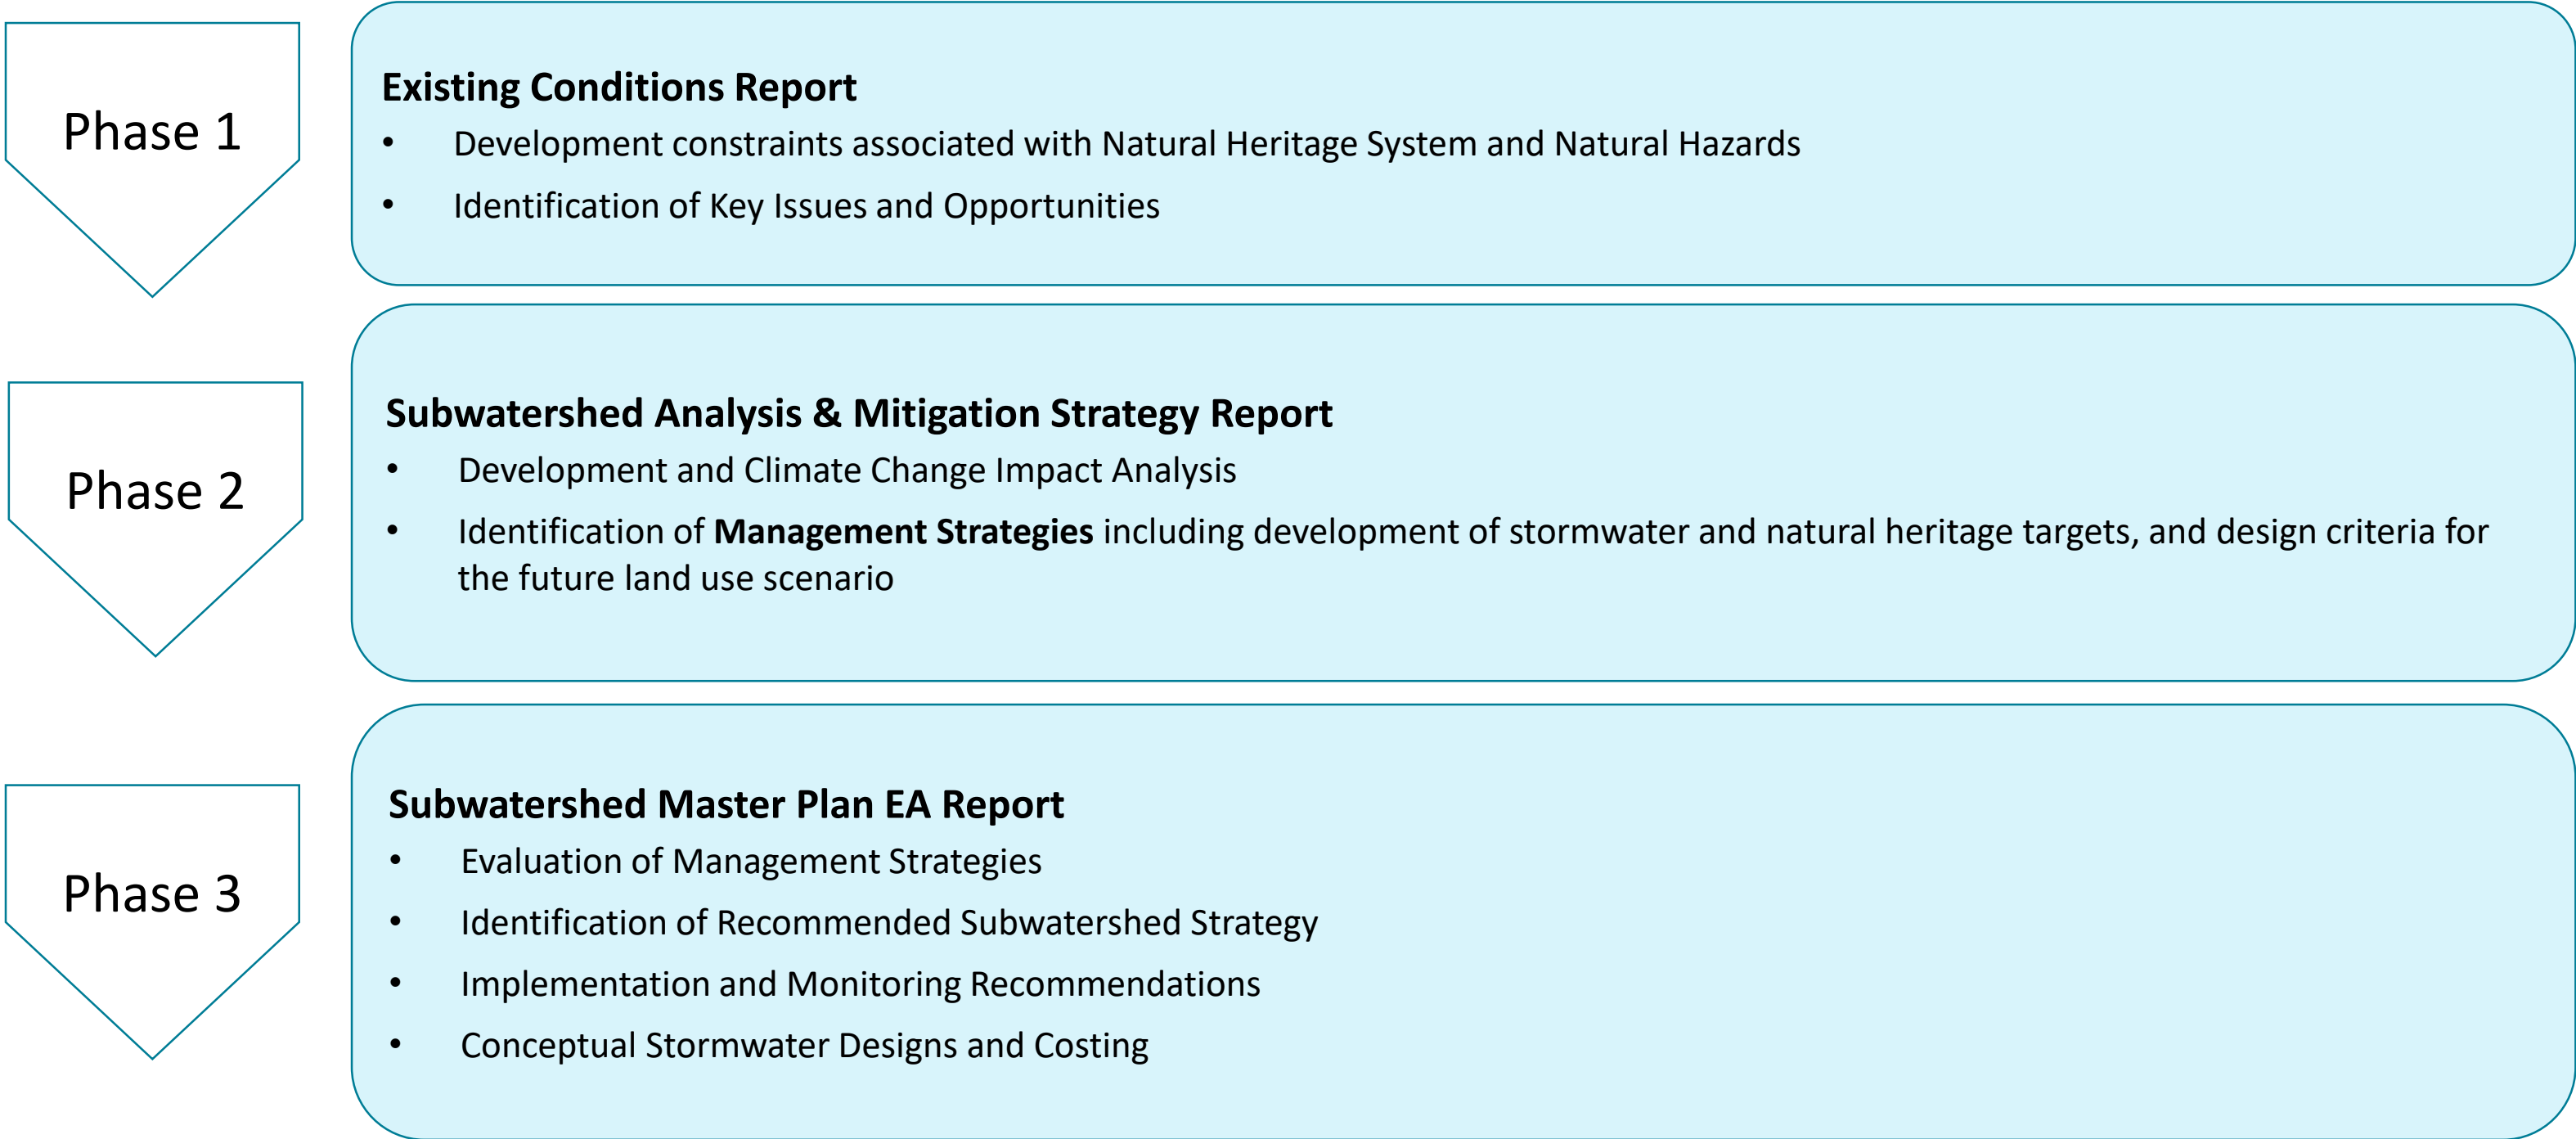 Phase 1
Existing Conditions Report
• Development constraints associated with Natural Heritage System and Natural Hazards
• Identification of Key Issues and Opportunities
Phase 2
Subwatershed Analysis & Mitigation Strategy Report
• Development and Climate Change Impact Analysis
• Identification of Management Strategies including development of stormwater and natural heritage targets, and design criteria for
the future land use scenario
Phase 3
Subwatershed Master Plan EA Report
• Evaluation of Management Strategies
• Identification of Recommended Subwatershed Strategy
• Implementation and Monitoring Recommendations
• Conceptual Stormwater Designs and Costing